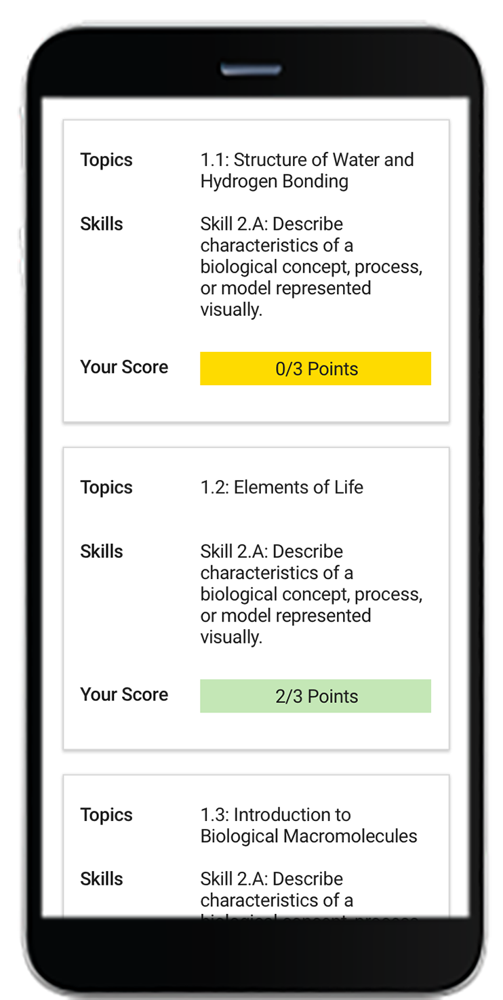 Topics
1.1: Structure of Water and
Hydrogen Bonding
Skills
Skill 2.A: Describe
characteristics of a
biological concept, process,
or model represented
visually.
Your Score
0/3 Points
Topics
1.2: Elements of Life
Skills
Skill 2.A: Describe
characteristics of a
biological concept, process,
or model represented
visually.
Your Score
2/3 Points
Topics
1.3: Introduction to
Biological Macromolecules
Skills
Skill 2.A: Describe
characteristics of a